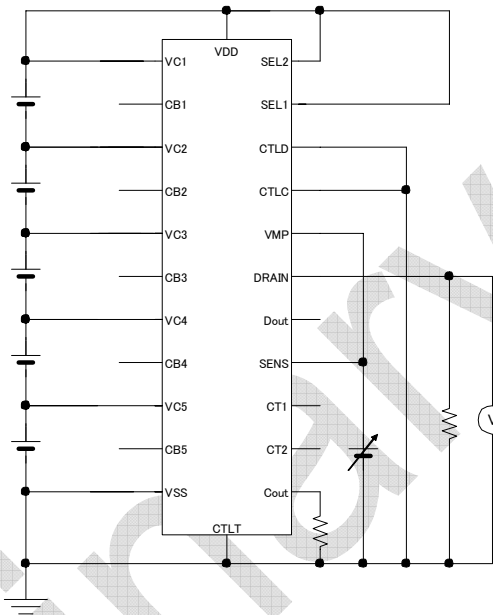 VDD
VC1
SEL2
CB1
SEL1
VC2
CTLD
CB2
CTLC
VC3
VMP
CB3
DRAIN
VC4
Dout
CB4
SENS
VC5
CT1
CB5
CT2
VSS
Cout
CTLT
V